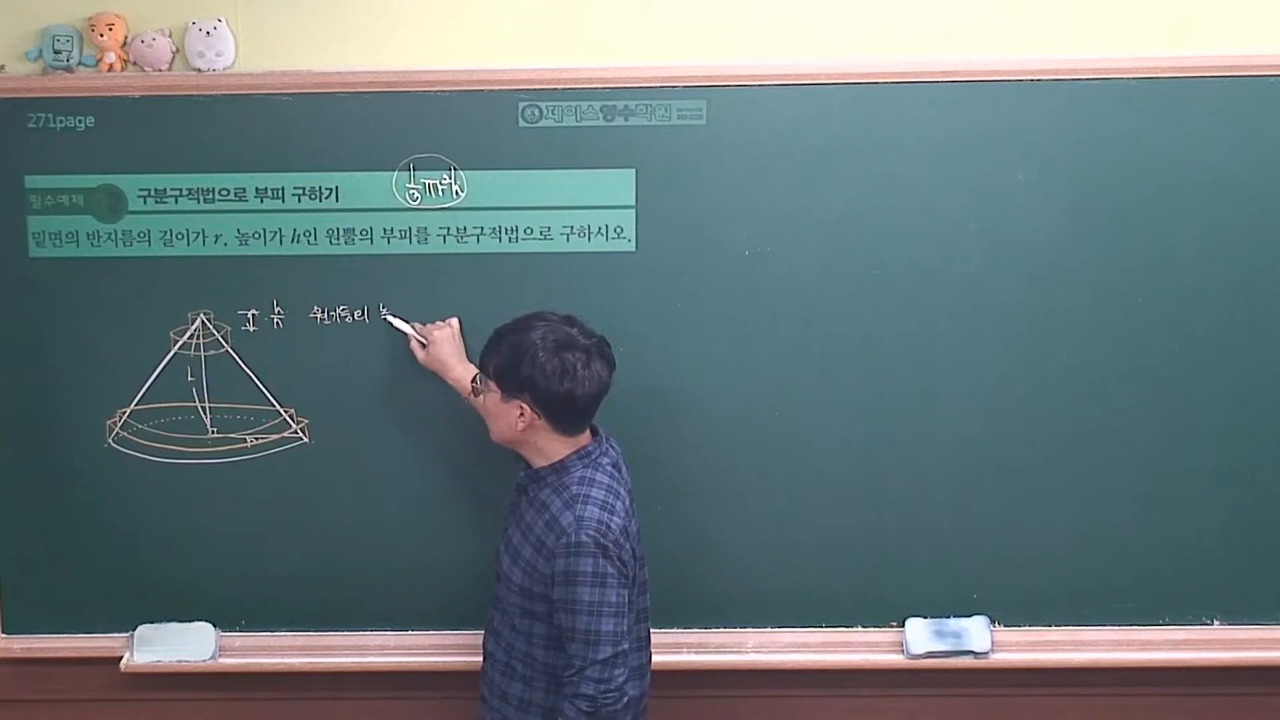 271page
제이스영수학원
필수예제
구분구적법으로 부피 구하기
1/3 πr²h
밑면의 반지름의 길이가 r, 높이가 h인 원뿔의 부피를 구분구적법으로 구하시오.
h/n 원기둥의
h
r